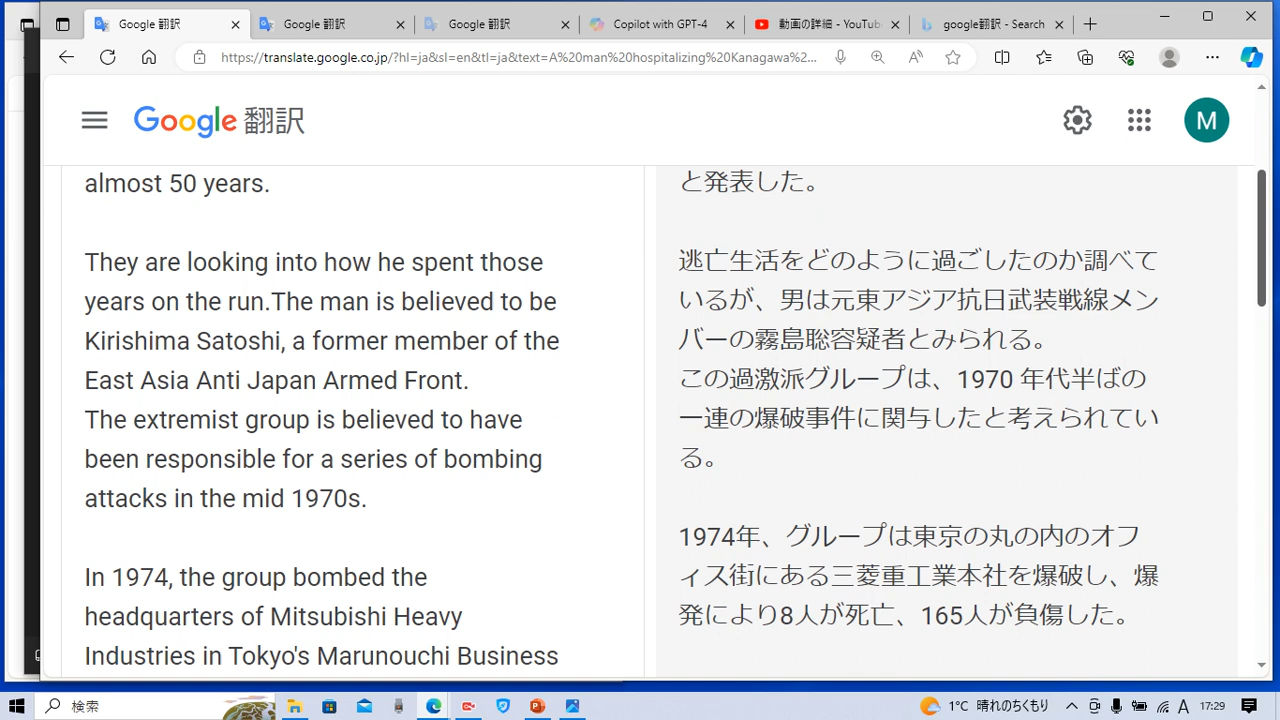 Google 翻訳
Google 翻訳
Google 翻訳
Copilot with GPT-4
動画の詳細 - YouTube
google翻訳 - Search
https://translate.google.co.jp/?hl=ja&sl=en&tl=ja&text=A%20man%20hospitalizing%20Kanagawa%2...
Google 翻訳
M
almost 50 years.
They are looking into how he spent those
years on the run.The man is believed to be
Kirishima Satoshi, a former member of the
East Asia Anti Japan Armed Front.
The extremist group is believed to have
been responsible for a series of bombing
attacks in the mid 1970s.
In 1974, the group bombed the
headquarters of Mitsubishi Heavy
Industries in Tokyo's Marunouchi Business
と発表した。
逃亡生活をどのように過ごしたのか調べて
いるが、男は元東アジア抗日武装戦線メン
バーの霧島聡容疑者とみられる。
この過激派グループは、1970 年代半ばの
一連の爆破事件に関与したと考えられてい
る。
1974年、グループは東京の丸の内のオフ
ィス街にある三菱重工業本社を爆破し、爆
発により8人が死亡、165人が負傷した。
検索
1°C 晴れのちくもり
A
17:29